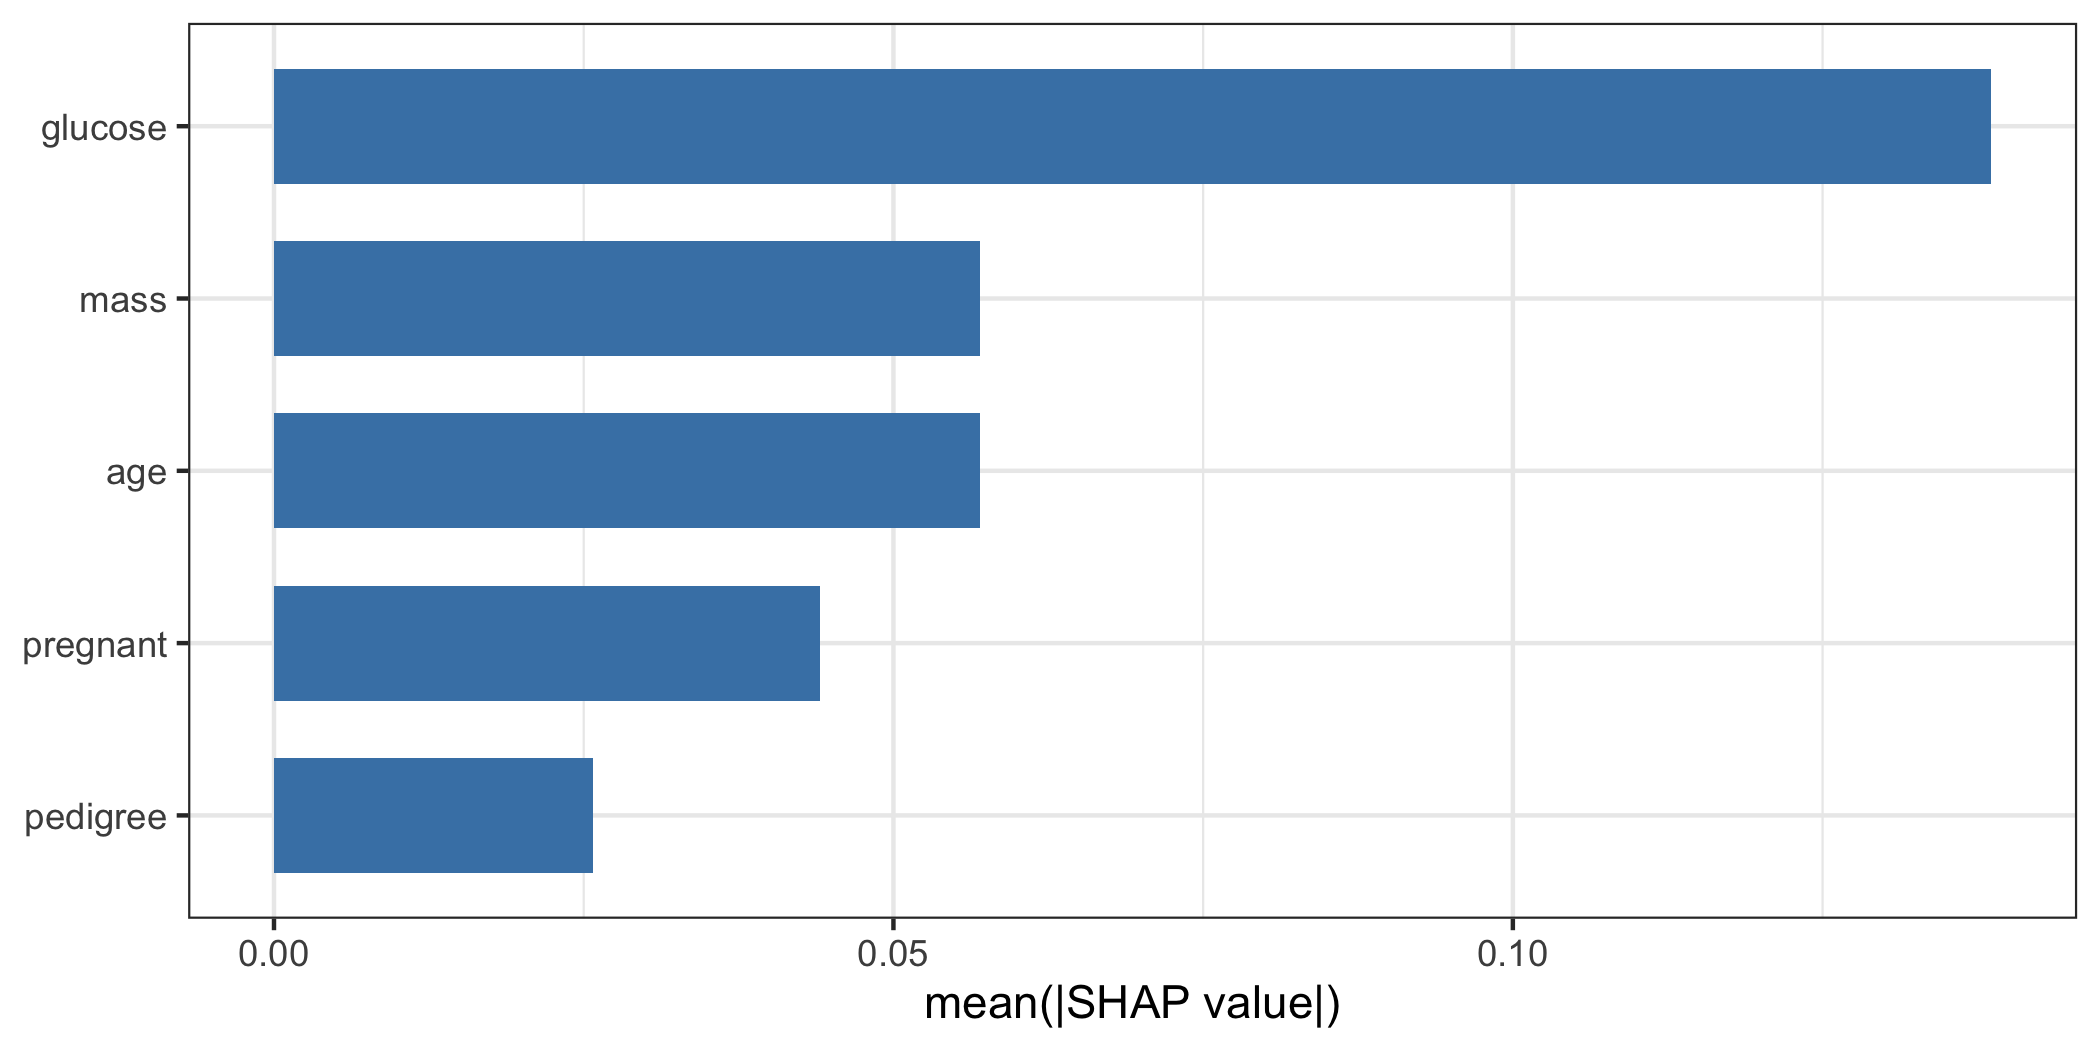 glucose
mass
age
pregnant
pedigree
0.00 0.05 0.10
mean(|SHAP value|)